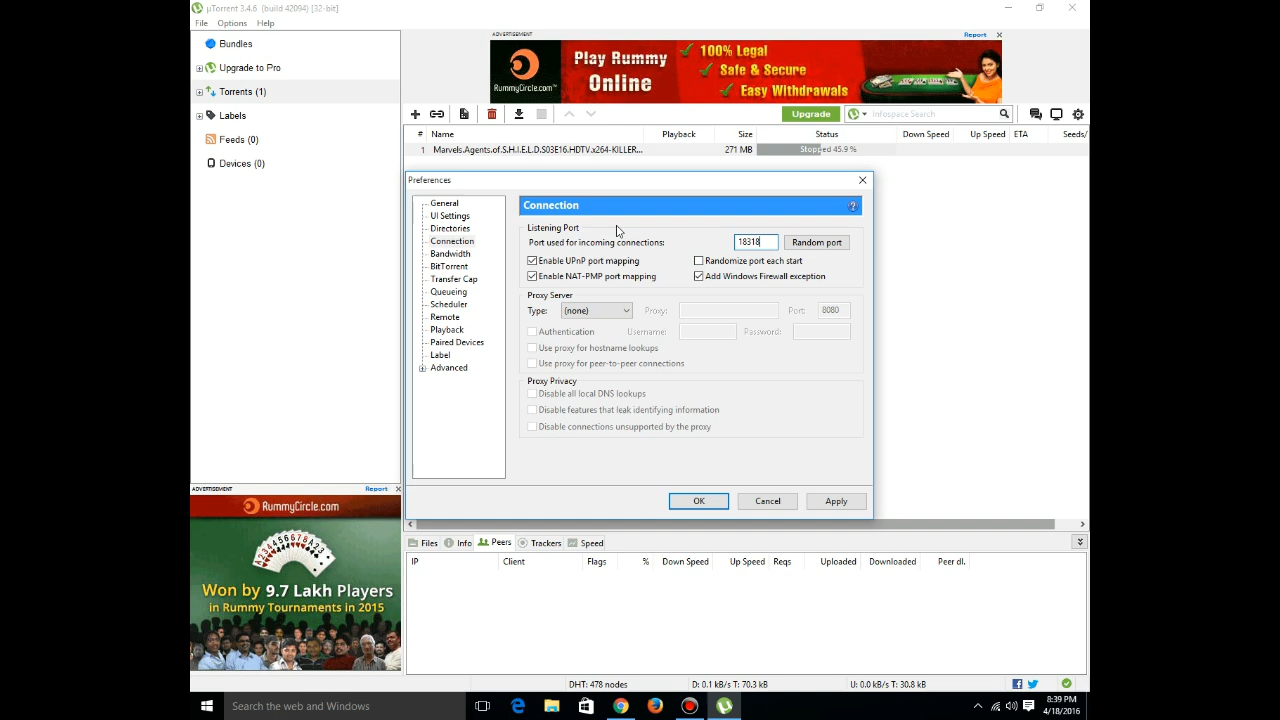 µTorrent 3.4.6 (build 42094) [32-bit]
File Options Help
Bundles
Upgrade to Pro
Torrents (1)
Labels
Feeds (0)
Devices (0)
ADVERTISEMENT Report
RummyCircle.com™
Play Rummy
Online
100% Legal
Safe & Secure
Easy Withdrawals
Upgrade
Infospace Search
# Name Playback Size Status Down Speed Up Speed ETA Seeds/
1 Marvels.Agents.of.S.H.I.E.L.D.S03E16.HDTV.x264-KILLER... 271 MB Stopped 45.9 %
Preferences
General
UI Settings
Directories
Connection
Bandwidth
BitTorrent
Transfer Cap
Queueing
Scheduler
Remote
Playback
Paired Devices
Label
Advanced
Connection
Listening Port
Port used for incoming connections: 18318 Random port
Enable UPnP port mapping Randomize port each start
Enable NAT-PMP port mapping Add Windows Firewall exception
Proxy Server
Type: (none) Proxy: Port: 8080
Authentication Username: Password:
Use proxy for hostname lookups
Use proxy for peer-to-peer connections
Proxy Privacy
Disable all local DNS lookups
Disable features that leak identifying information
Disable connections unsupported by the proxy
OK Cancel Apply
ADVERTISEMENT Report
RummyCircle.com
Won by 9.7 Lakh Players
in Rummy Tournaments in 2015
Files Info Peers Trackers Speed
IP Client Flags % Down Speed Up Speed Reqs Uploaded Downloaded Peer dl.
DHT: 478 nodes D: 0.1 kB/s T: 70.3 kB U: 0.0 kB/s T: 30.8 kB
Search the web and Windows
8:39 PM
4/18/2016